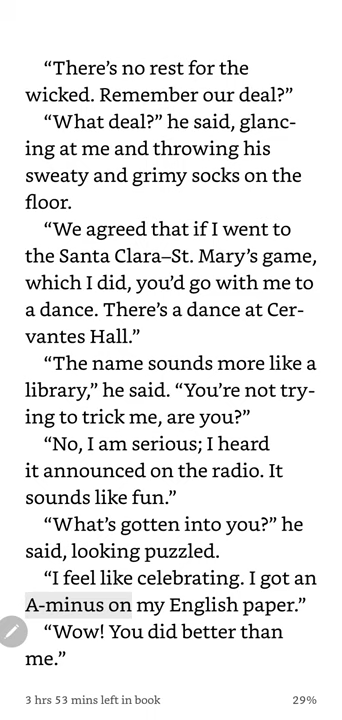 “There’s no rest for the
wicked. Remember our deal?”
“What deal?” he said, glanc-
ing at me and throwing his
sweaty and grimy socks on the
floor.
“We agreed that if I went to
the Santa Clara–St. Mary’s game,
which I did, you’d go with me to
a dance. There’s a dance at Cer-
vantes Hall.”
“The name sounds more like a
library,” he said. “You’re not try-
ing to trick me, are you?”
“No, I am serious; I heard
it announced on the radio. It
sounds like fun.”
“What’s gotten into you?” he
said, looking puzzled.
“I feel like celebrating. I got an
A-minus on my English paper.”
“Wow! You did better than
me.”
3 hrs 53 mins left in book 29%